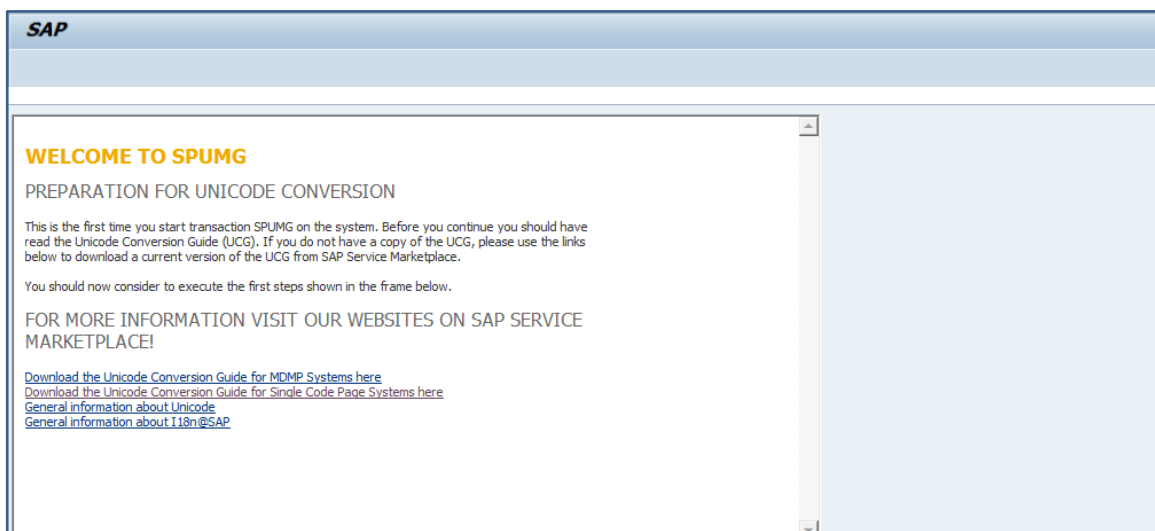 SAP
WELCOME TO SPUMG
PREPARATION FOR UNICODE CONVERSION
This is the first time you start transaction SPUMG on the system. Before you continue you should have
read the Unicode Conversion Guide (UCG). If you do not have a copy of the UCG, please use the links
below to download a current version of the UCG from SAP Service Marketplace.
You should now consider to execute the first steps shown in the frame below.
FOR MORE INFORMATION VISIT OUR WEBSITES ON SAP SERVICE
MARKETPLACE!
Download the Unicode Conversion Guide for MDMP Systems here
Download the Unicode Conversion Guide for Single Code Page Systems here
General information about Unicode
General information about I18n@SAP